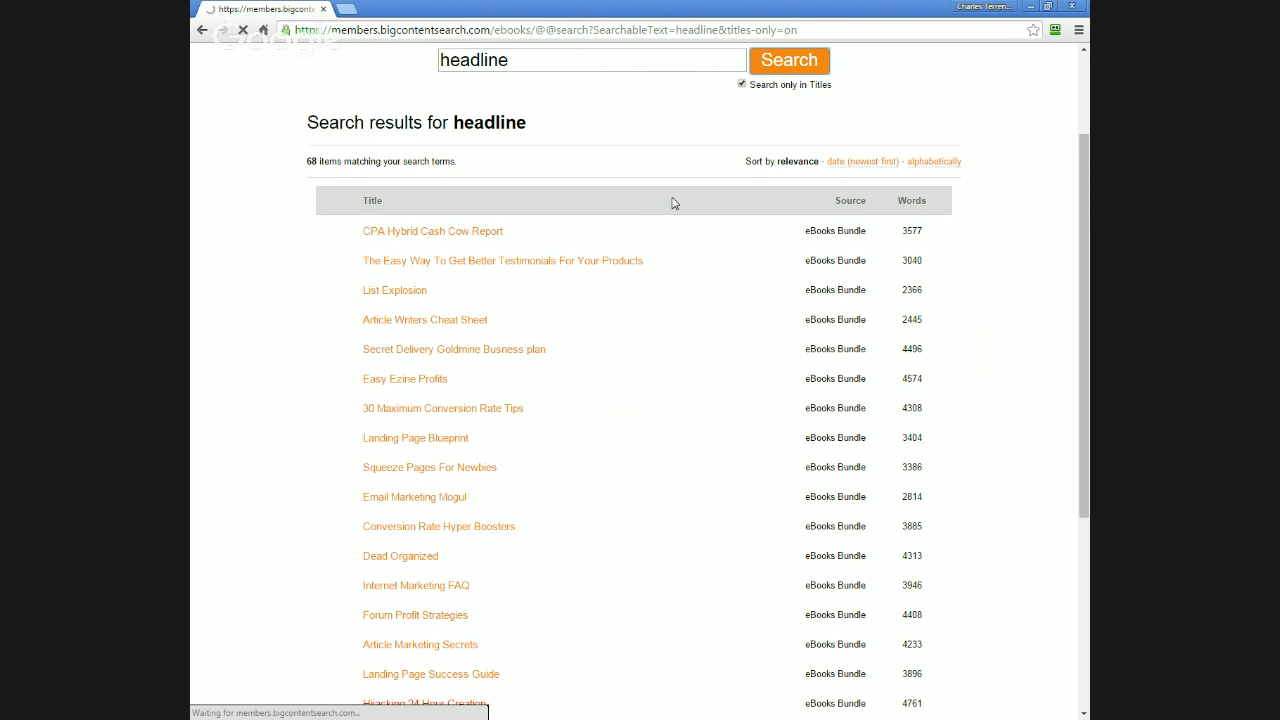 https://members.bigconten
Charles Terren...
https://members.bigcontentsearch.com/ebooks/@@search?SearchableText=headline&titles-only=on
headline Search
Search only in Titles
Search results for headline
68 items matching your search terms. Sort by relevance · date (newest first) · alphabetically
Title Source Words
CPA Hybrid Cash Cow Report eBooks Bundle 3577
The Easy Way To Get Better Testimonials For Your Products eBooks Bundle 3040
List Explosion eBooks Bundle 2366
Article Writers Cheat Sheet eBooks Bundle 2445
Secret Delivery Goldmine Busness plan eBooks Bundle 4496
Easy Ezine Profits eBooks Bundle 4574
30 Maximum Conversion Rate Tips eBooks Bundle 4308
Landing Page Blueprint eBooks Bundle 3404
Squeeze Pages For Newbies eBooks Bundle 3386
Email Marketing Mogul eBooks Bundle 2814
Conversion Rate Hyper Boosters eBooks Bundle 3885
Dead Organized eBooks Bundle 4313
Internet Marketing FAQ eBooks Bundle 3946
Forum Profit Strategies eBooks Bundle 4408
Article Marketing Secrets eBooks Bundle 4233
Landing Page Success Guide eBooks Bundle 3896
Hijacking 24 Hour Creation eBooks Bundle 4761
Waiting for members.bigcontentsearch.com...